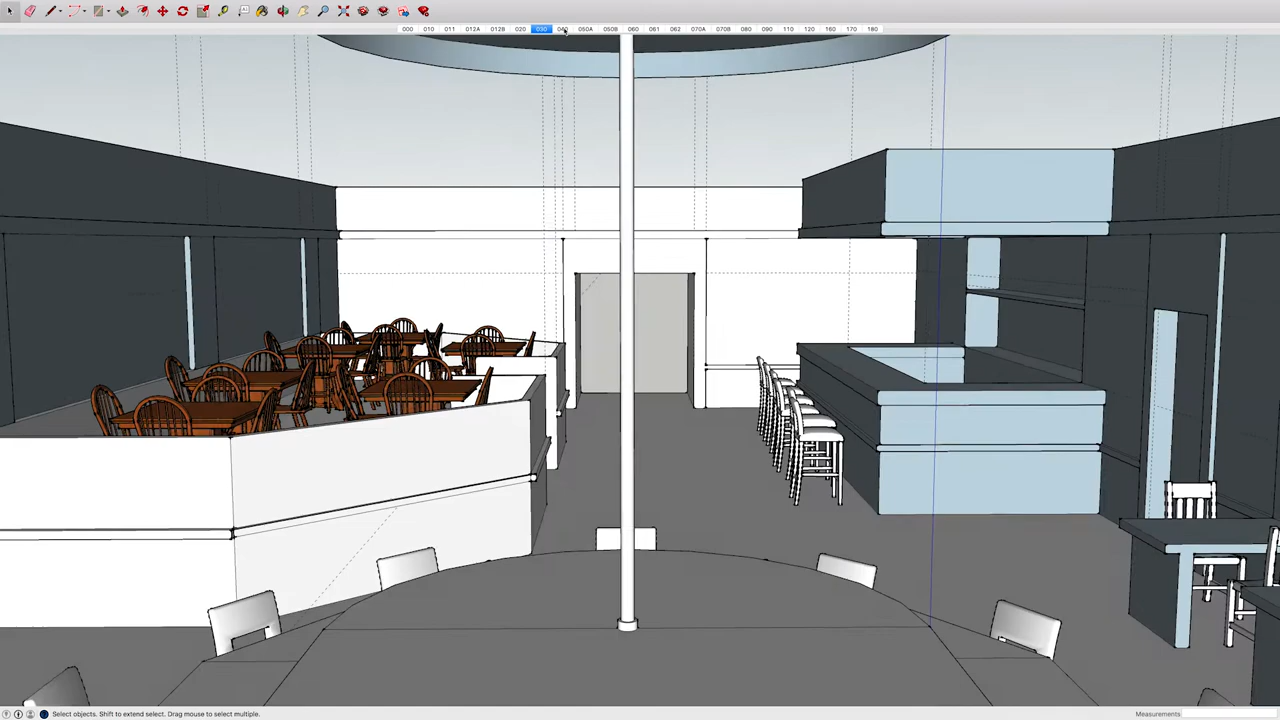 000 010 011 012A 012B 020 030 040 050A 050B 060 061 062 070A 070B 080 090 110 120 160 170 180
Select objects. Shift to extend select. Drag mouse to select multiple. Measurements